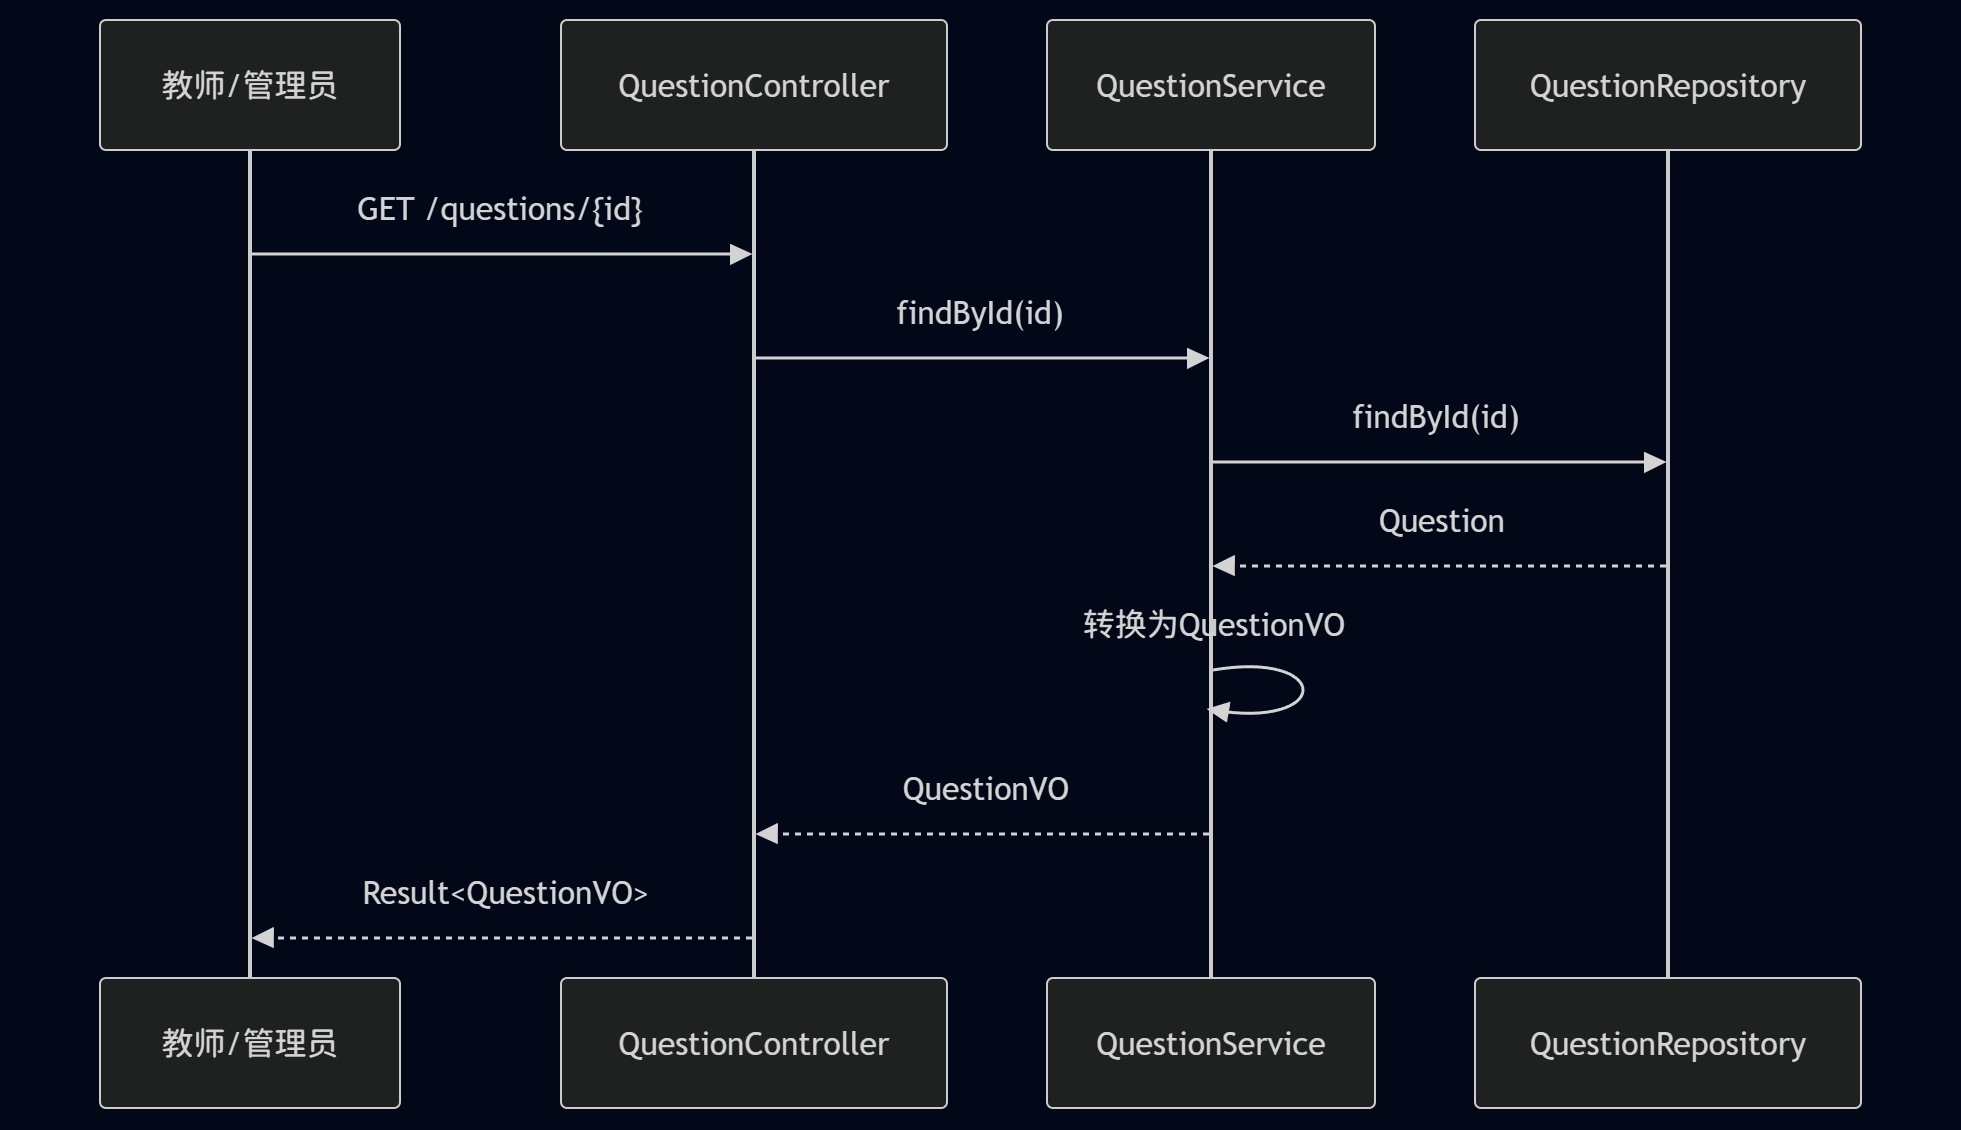 教师/管理员
QuestionController
QuestionService
QuestionRepository
GET /questions/{id}
findById(id)
findById(id)
Question
转换为QuestionVO
QuestionVO
Result<QuestionVO>
教师/管理员
QuestionController
QuestionService
QuestionRepository